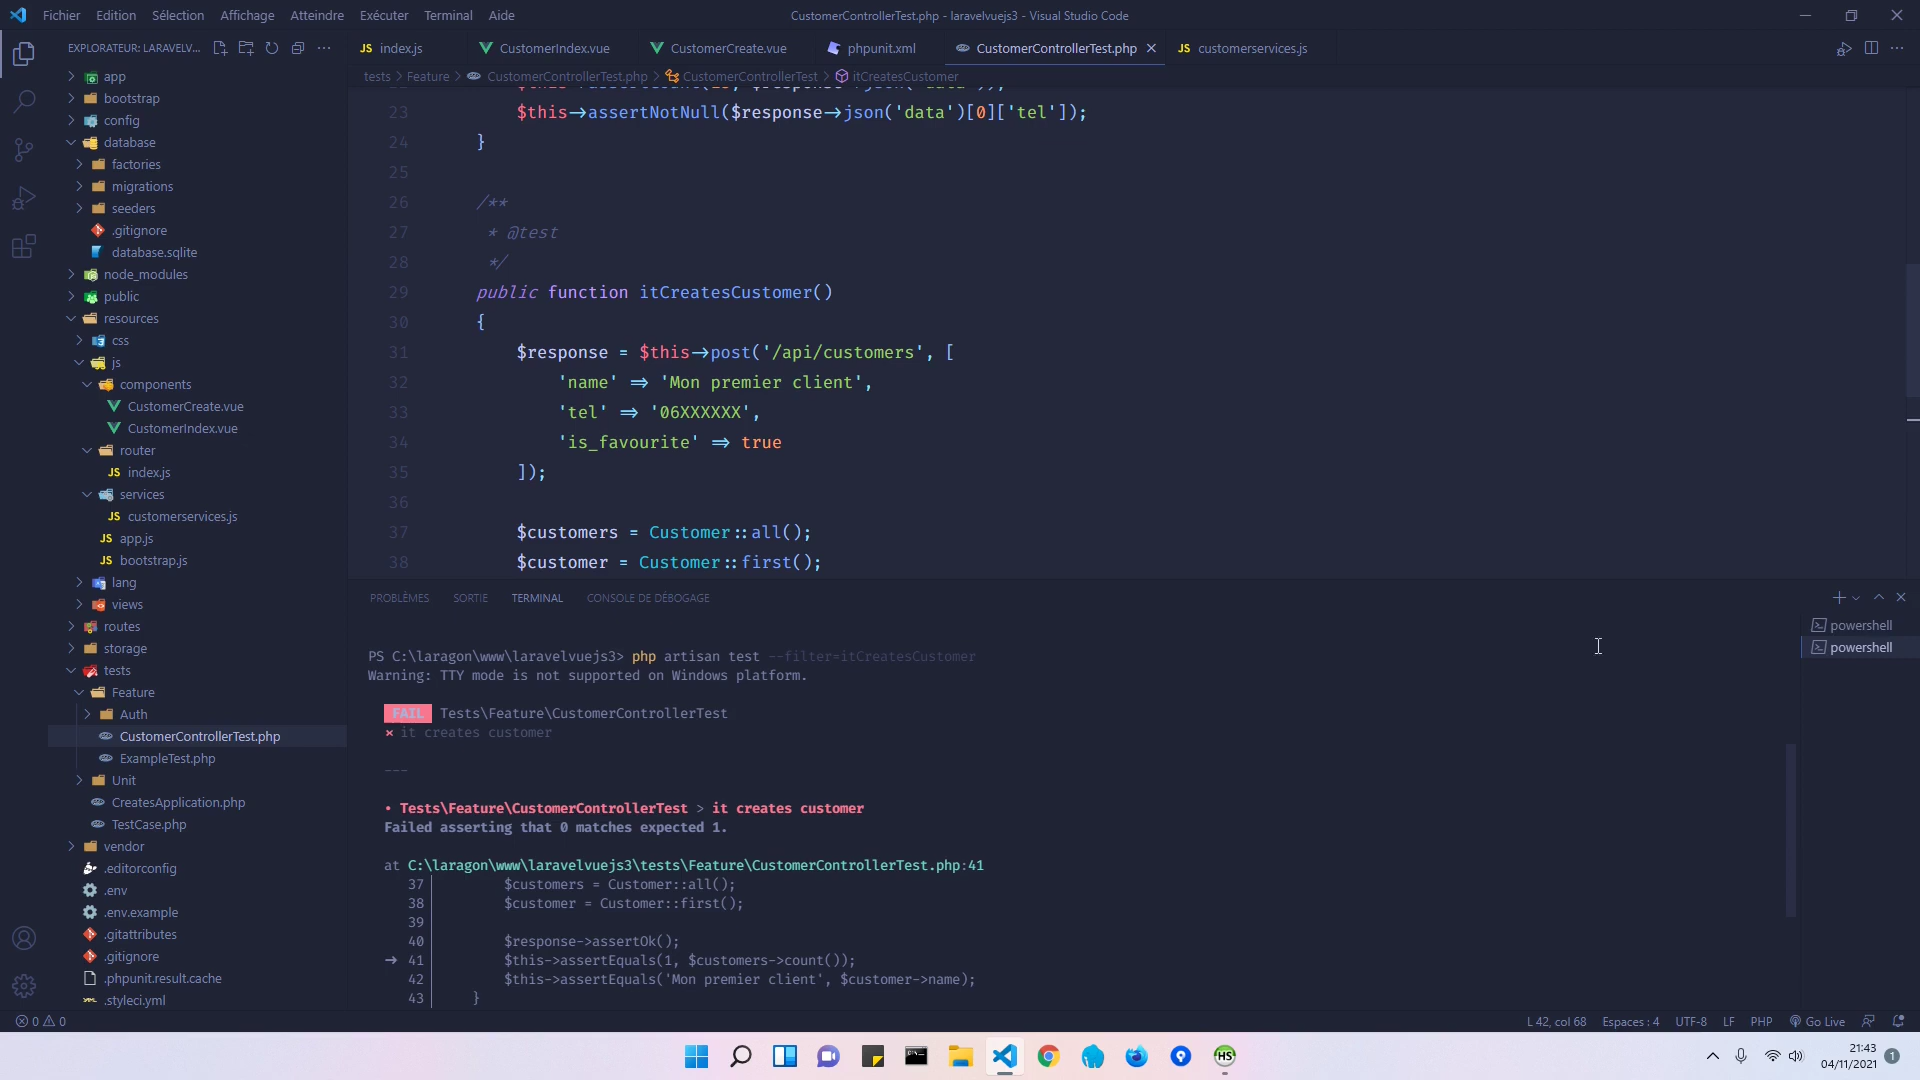 Fichier Edition Sélection Affichage Atteindre Exécuter Terminal Aide
CustomerControllerTest.php - laravelvuejs3 - Visual Studio Code
EXPLORATEUR: LARAVELV...
app
bootstrap
config
database
factories
migrations
seeders
.gitignore
database.sqlite
node_modules
public
resources
css
js
components
CustomerCreate.vue
CustomerIndex.vue
router
JS index.js
services
JS customerservices.js
JS app.js
JS bootstrap.js
lang
views
routes
storage
tests
Feature
Auth
CustomerControllerTest.php
ExampleTest.php
Unit
CreatesApplication.php
TestCase.php
vendor
.editorconfig
.env
.env.example
.gitattributes
.gitignore
.phpunit.result.cache
.styleci.yml
JS index.js
CustomerIndex.vue
CustomerCreate.vue
phpunit.xml
CustomerControllerTest.php
JS customerservices.js
tests > Feature > CustomerControllerTest.php > CustomerControllerTest > itCreatesCustomer
23 $this->assertNotNull($response->json('data')[0]['tel']);
24 }
25
26 /**
27 * @test
28 */
29 public function itCreatesCustomer()
30 {
31 $response = $this->post('/api/customers', [
32 'name' => 'Mon premier client',
33 'tel' => '06XXXXXX',
34 'is_favourite' => true
35 ]);
36
37 $customers = Customer::all();
38 $customer = Customer::first();
PROBLÈMES SORTIE TERMINAL CONSOLE DE DÉBOGAGE
powershell
powershell
PS C:\laragon\www\laravelvuejs3> php artisan test --filter=itCreatesCustomer
Warning: TTY mode is not supported on Windows platform.
FAIL Tests\Feature\CustomerControllerTest
× it creates customer
---
• Tests\Feature\CustomerControllerTest > it creates customer
Failed asserting that 0 matches expected 1.
at C:\laragon\www\laravelvuejs3\tests\Feature\CustomerControllerTest.php:41
37 $customers = Customer::all();
38 $customer = Customer::first();
39
40 $response->assertOk();
→ 41 $this->assertEquals(1, $customers->count());
42 $this->assertEquals('Mon premier client', $customer->name);
43 }
0 0
L 42, col 68 Espaces : 4 UTF-8 LF PHP Go Live
HS
21:43
04/11/2021
1